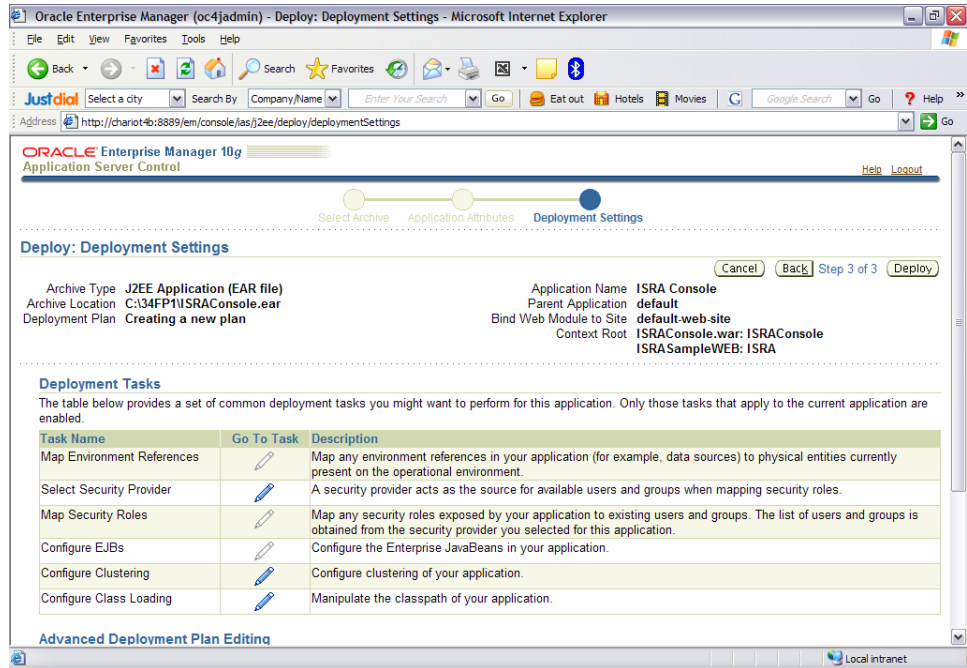 Oracle Enterprise Manager (oc4jadmin) - Deploy: Deployment Settings - Microsoft Internet Explorer
File Edit View Favorites Tools Help
Back Search Favorites
Justdial Select a city Search By Company/Name Enter Your Search Go Eat out Hotels Movies G Google Search Go ? Help »
Address http://chariot4b:8889/em/console/ias/j2ee/deploy/deploymentSettings Go
ORACLE Enterprise Manager 10g
Application Server Control
Help Logout
Select Archive Application Attributes Deployment Settings
Deploy: Deployment Settings
Cancel Back Step 3 of 3 Deploy
Archive Type J2EE Application (EAR file)
Archive Location C:\34FP1\ISRAConsole.ear
Deployment Plan Creating a new plan
Application Name ISRA Console
Parent Application default
Bind Web Module to Site default-web-site
Context Root ISRAConsole.war: ISRAConsole
ISRASampleWEB: ISRA
Deployment Tasks
The table below provides a set of common deployment tasks you might want to perform for this application. Only those tasks that apply to the current application are
enabled.
Task Name Go To Task Description
Map Environment References Map any environment references in your application (for example, data sources) to physical entities currently
present on the operational environment.
Select Security Provider A security provider acts as the source for available users and groups when mapping security roles.
Map Security Roles Map any security roles exposed by your application to existing users and groups. The list of users and groups is
obtained from the security provider you selected for this application.
Configure EJBs Configure the Enterprise JavaBeans in your application.
Configure Clustering Configure clustering of your application.
Configure Class Loading Manipulate the classpath of your application.
Advanced Deployment Plan Editing
Local intranet